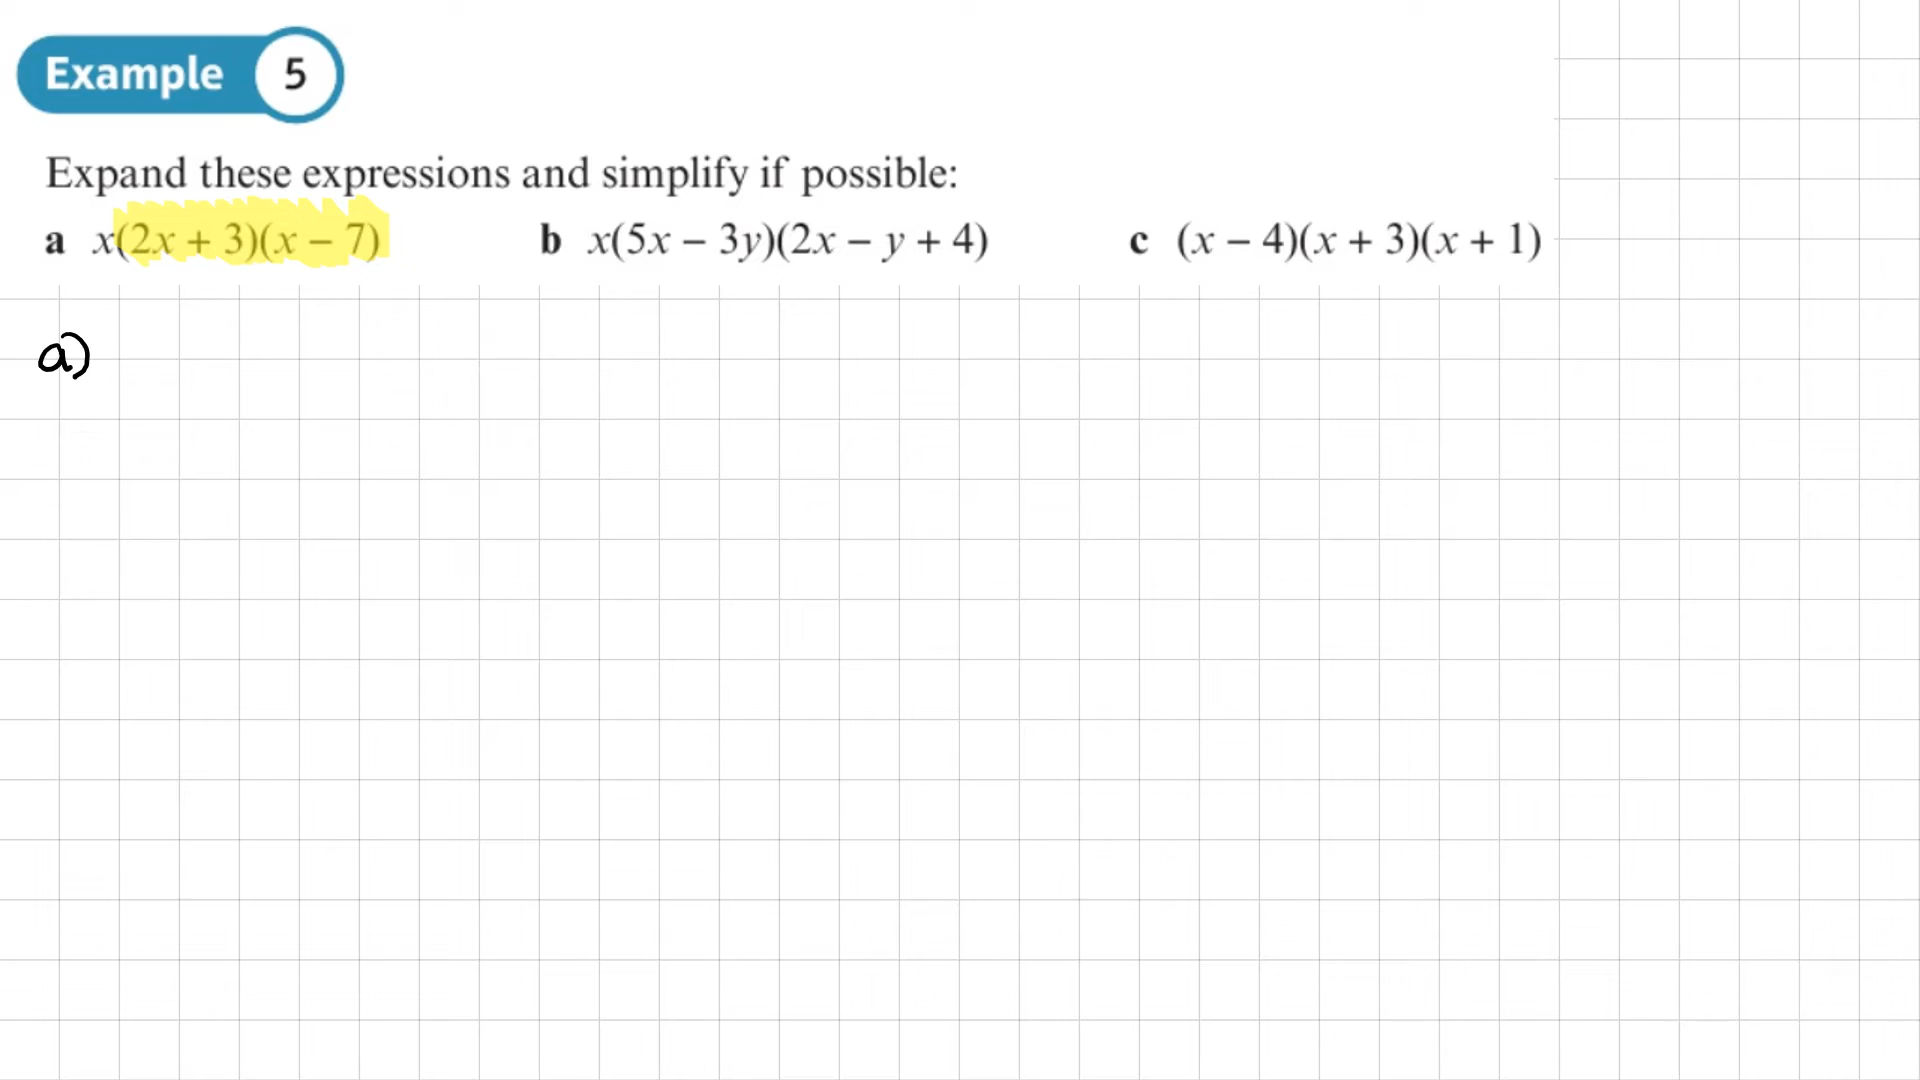 Example 5
Expand these expressions and simplify if possible:
a x(2x + 3)(x − 7) b x(5x − 3y)(2x − y + 4) c (x − 4)(x + 3)(x + 1)
a)